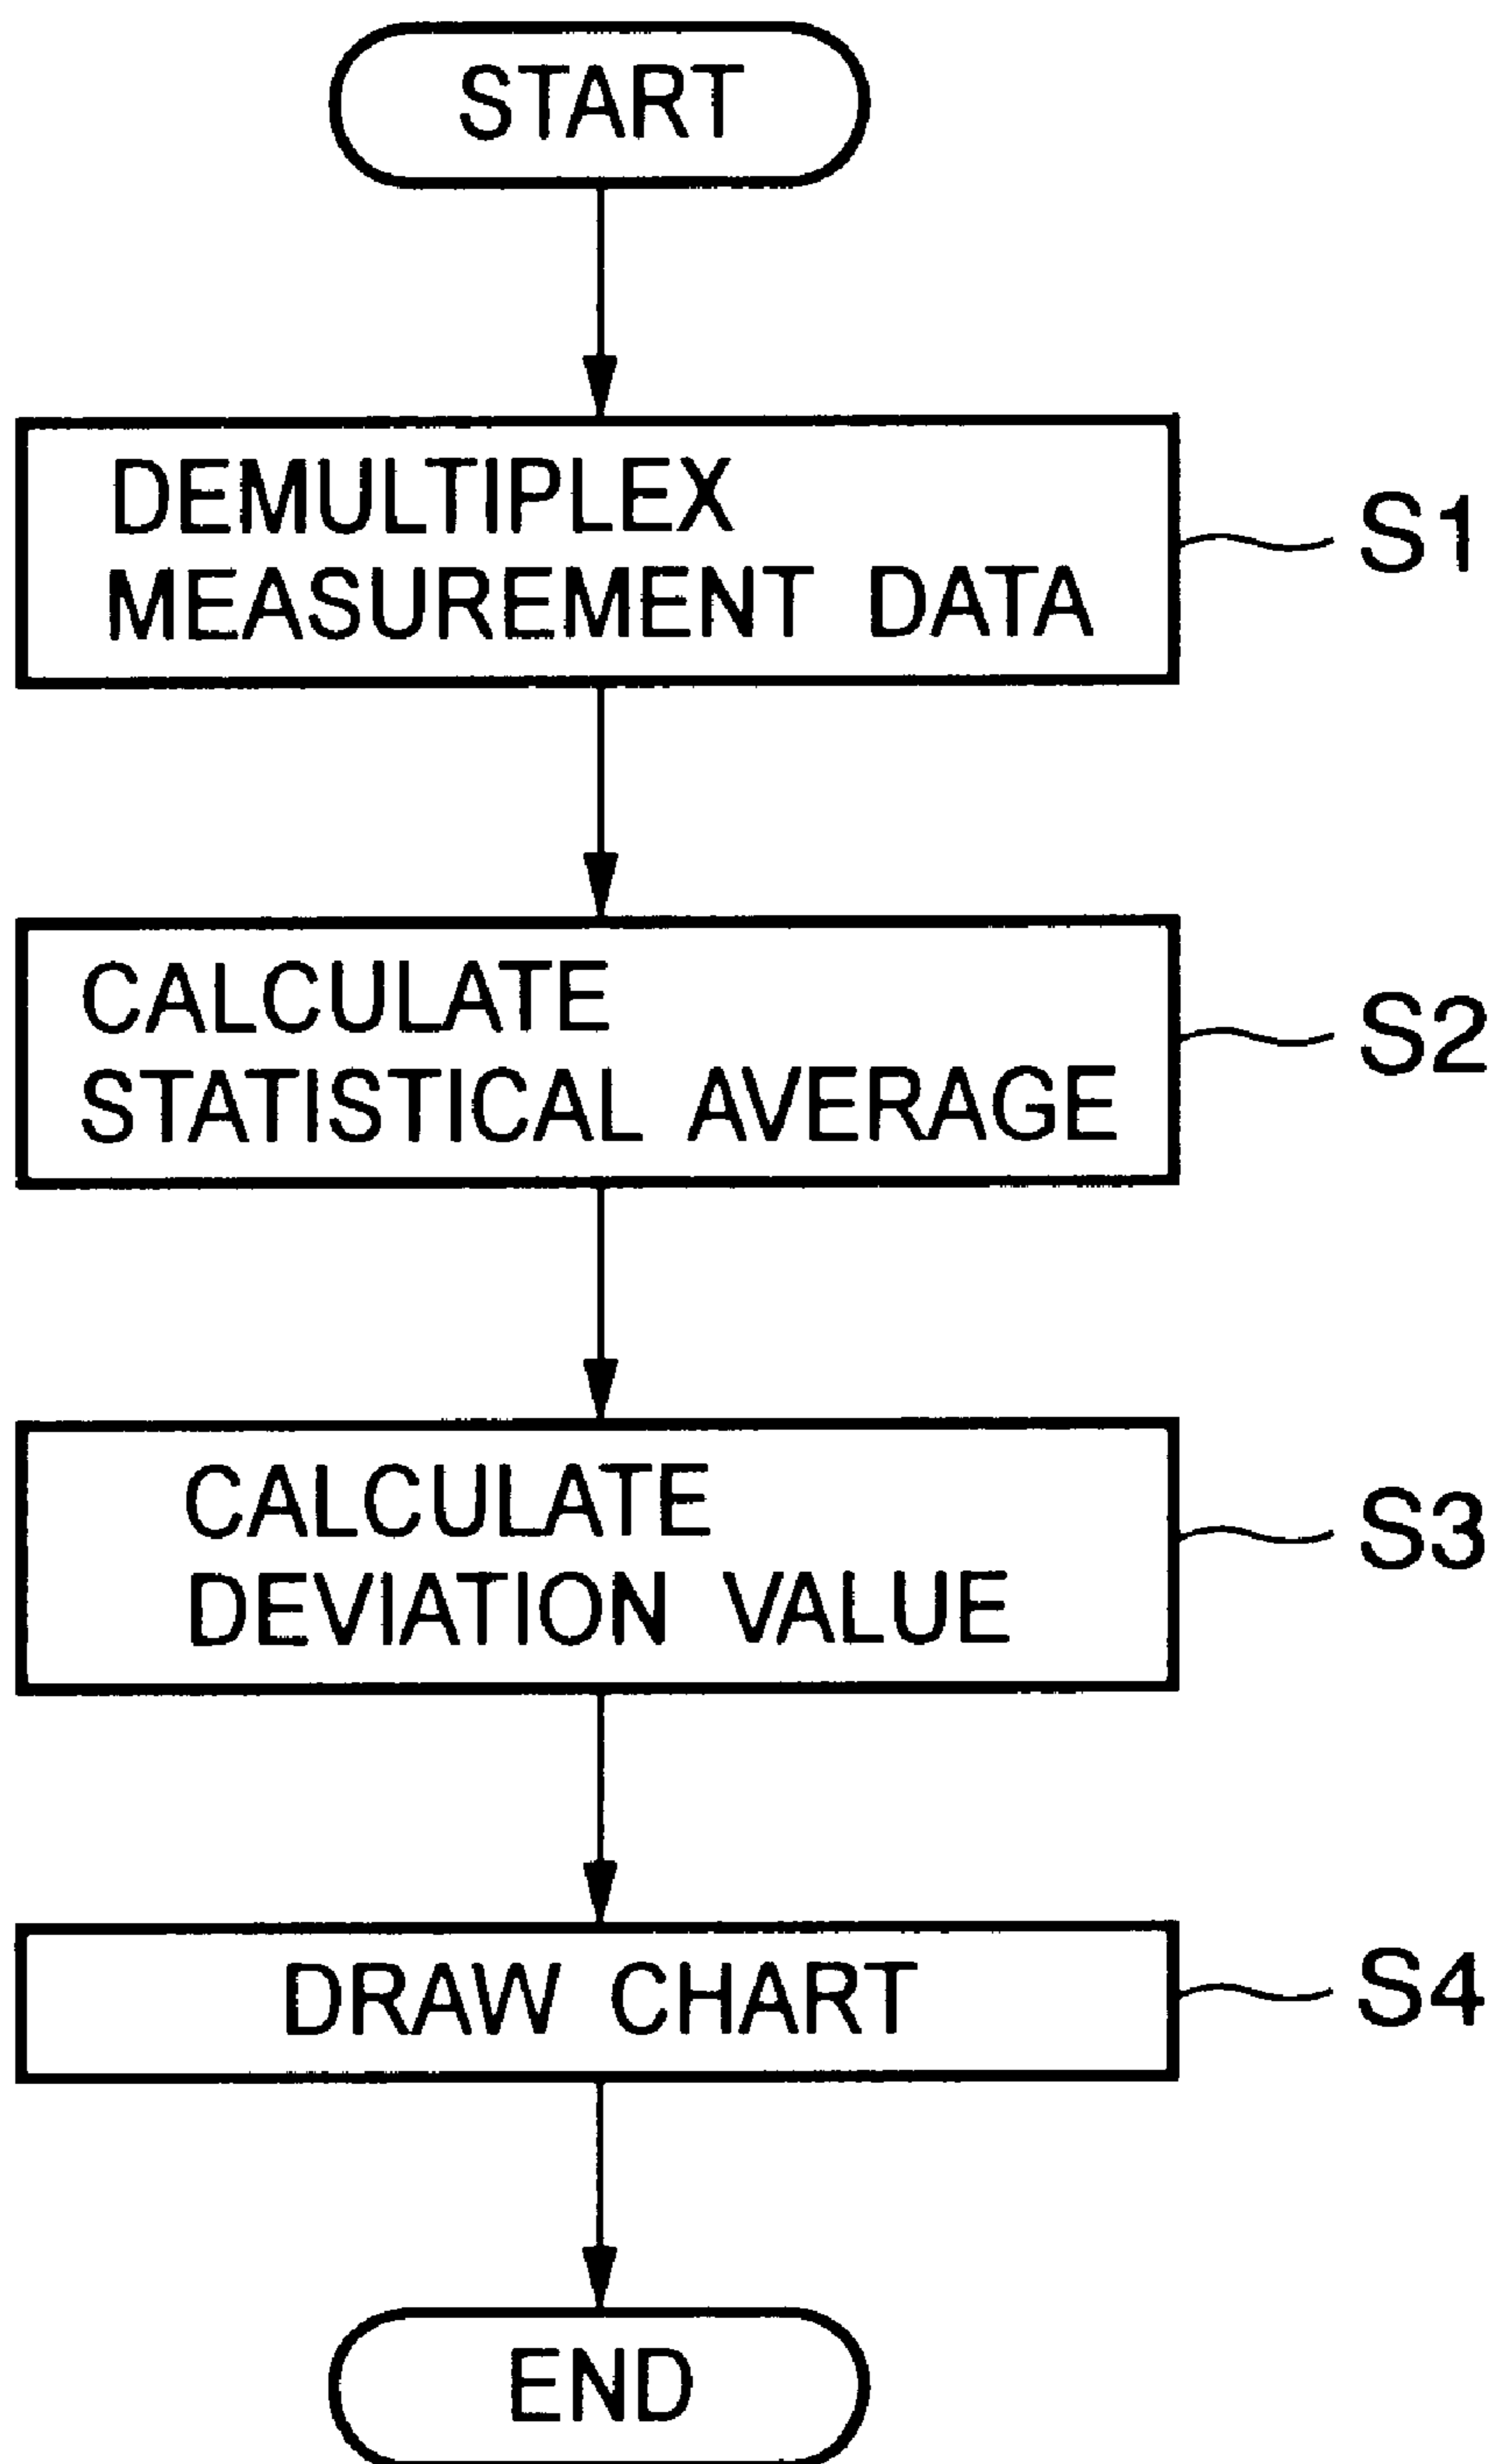 START
DEMULTIPLEX
MEASUREMENT DATA
S1
CALCULATE
STATISTICAL AVERAGE
S2
CALCULATE
DEVIATION VALUE
S3
DRAW CHART
S4
END